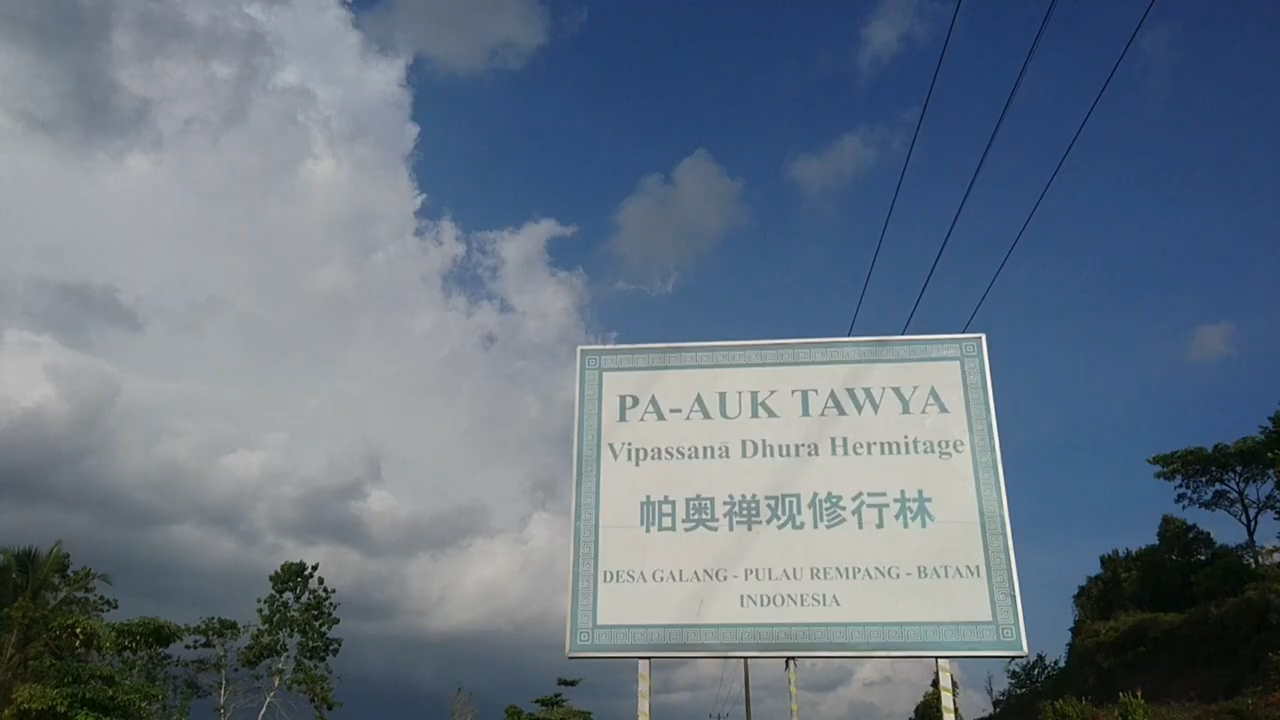 PA-AUK TAWYA
Vipassanā Dhura Hermitage
帕奥禅观修行林
DESA GALANG - PULAU REMPANG - BATAM
INDONESIA